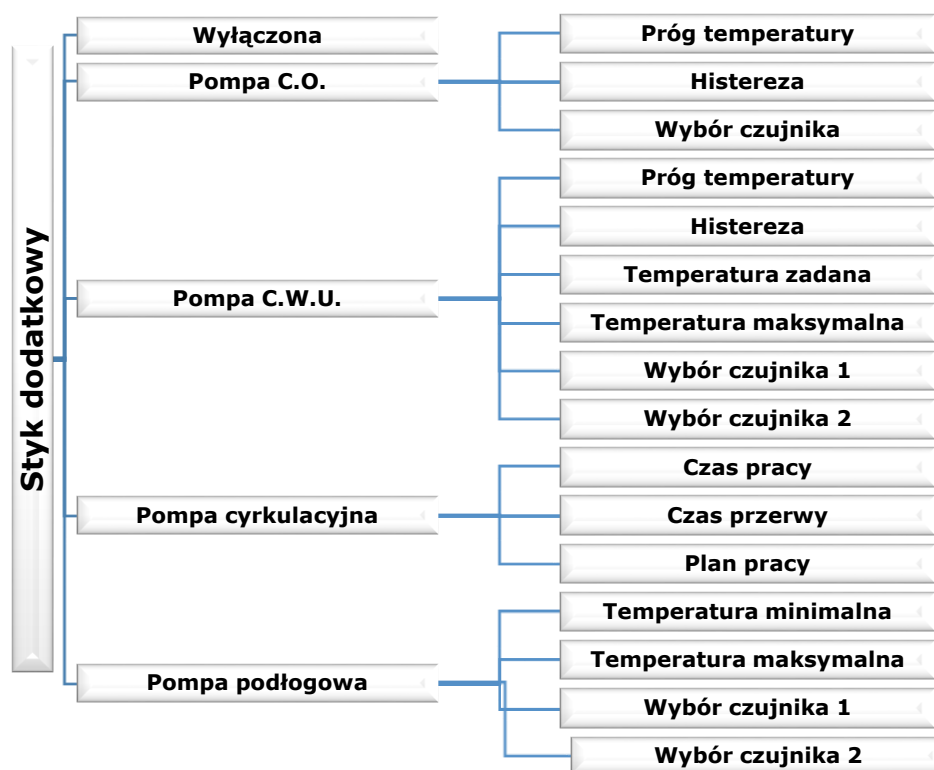 Styk dodatkowy
Wyłączona
Pompa C.O.
Próg temperatury
Histereza
Wybór czujnika
Pompa C.W.U.
Próg temperatury
Histereza
Temperatura zadana
Temperatura maksymalna
Wybór czujnika 1
Wybór czujnika 2
Pompa cyrkulacyjna
Czas pracy
Czas przerwy
Plan pracy
Pompa podłogowa
Temperatura minimalna
Temperatura maksymalna
Wybór czujnika 1
Wybór czujnika 2